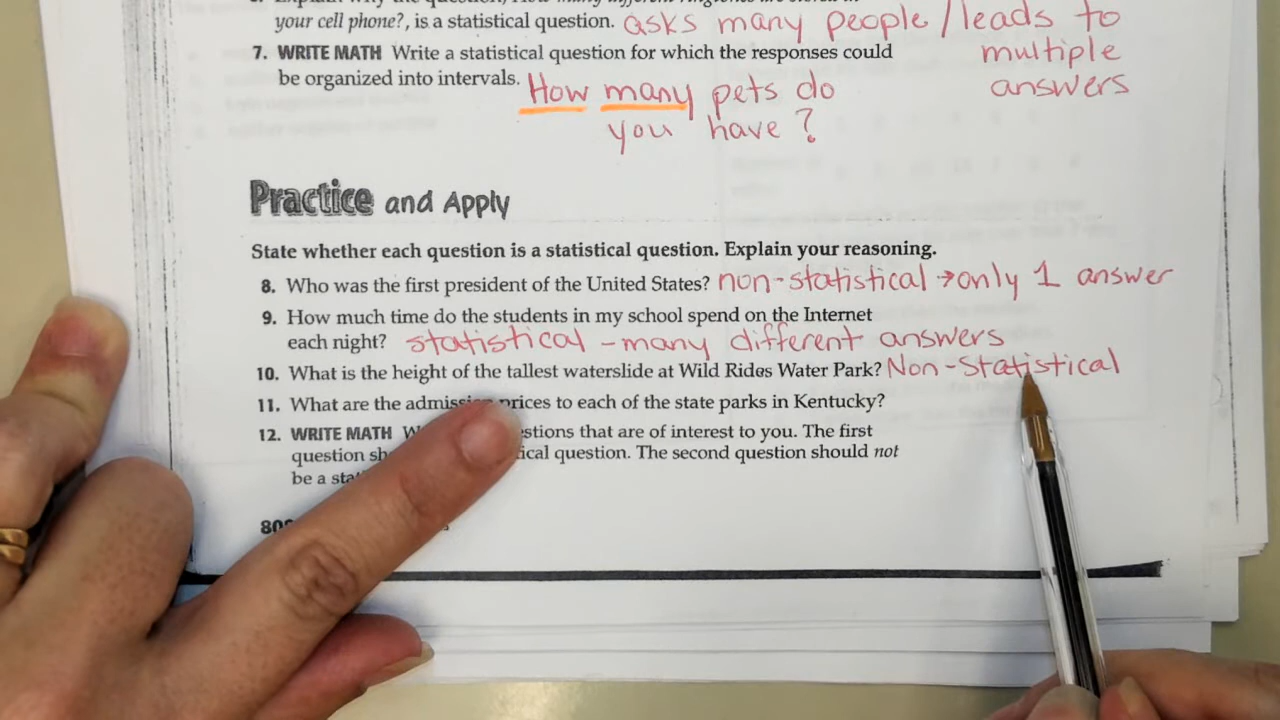 your cell phone?, is a statistical question. asks many people / leads to
multiple
answers
7. WRITE MATH Write a statistical question for which the responses could
be organized into intervals. How many pets do
you have?
Practice and Apply
State whether each question is a statistical question. Explain your reasoning.
8. Who was the first president of the United States? non-statistical → only 1 answer
9. How much time do the students in my school spend on the Internet
each night? statistical - many different answers
10. What is the height of the tallest waterslide at Wild Rides Water Park? Non-Statistical
11. What are the admission prices to each of the state parks in Kentucky?
12. WRITE MATH estions that are of interest to you. The first
question sh ical question. The second question should not
be a sta